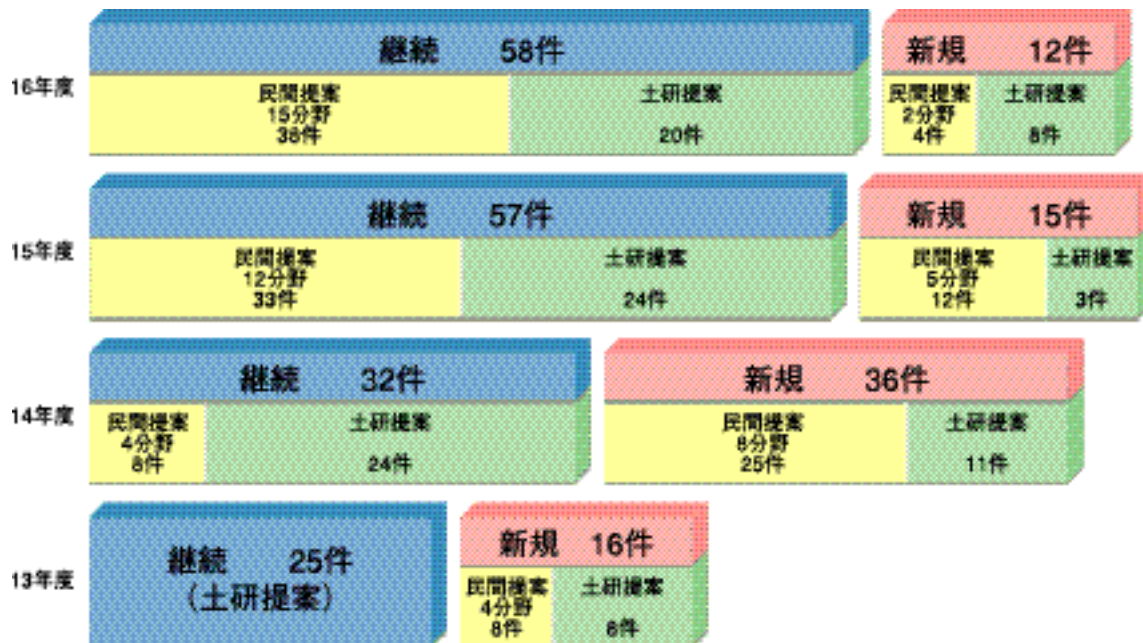 継続 58件
新規 12件
16年度
民間提案
15分野
38件
土研提案
20件
民間提案
2分野
4件
土研提案
8件
継続 57件
新規 15件
15年度
民間提案
12分野
33件
土研提案
24件
民間提案
5分野
12件
土研提案
3件
継続 32件
新規 36件
14年度
民間提案
4分野
8件
土研提案
24件
民間提案
8分野
25件
土研提案
11件
継続 25件
(土研提案)
新規 16件
13年度
民間提案
4分野
8件
土研提案
8件